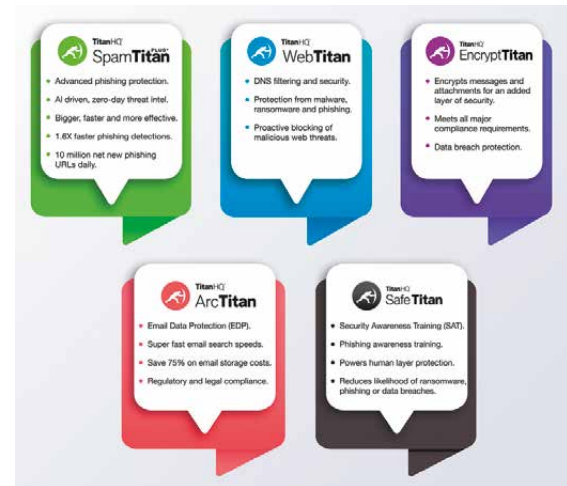 TitanHQ
SpamTitan PLUS+
Advanced phishing protection.
AI driven, zero-day threat intel.
Bigger, faster and more effective.
1.6X faster phishing detections.
10 million net new phishing
URLs daily.
TitanHQ
WebTitan
DNS filtering and security.
Protection from malware,
ransomware and phishing.
Proactive blocking of
malicious web threats.
TitanHQ
EncryptTitan
Encrypts messages and
attachments for an added
layer of security.
Meets all major
compliance requirements.
Data breach protection.
TitanHQ
ArcTitan
Email Data Protection (EDP).
Super fast email search speeds.
Save 75% on email storage costs.
Regulatory and legal compliance.
TitanHQ
SafeTitan
Security Awareness Training (SAT).
Phishing awareness training.
Powers human layer protection.
Reduces likelihood of ransomware,
phishing or data breaches.